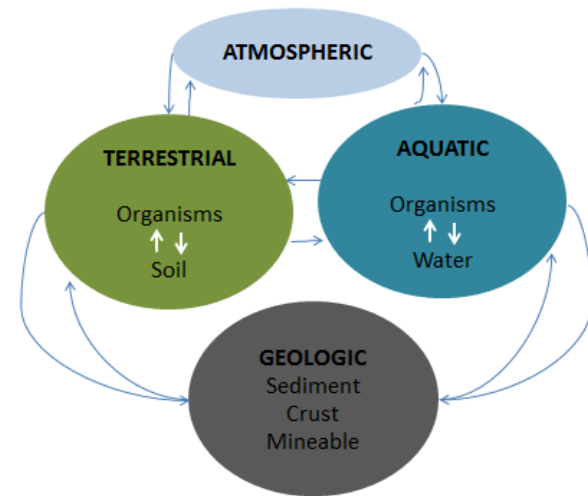 ATMOSPHERIC
TERRESTRIAL
Organisms
Soil
AQUATIC
Organisms
Water
GEOLOGIC
Sediment
Crust
Mineable